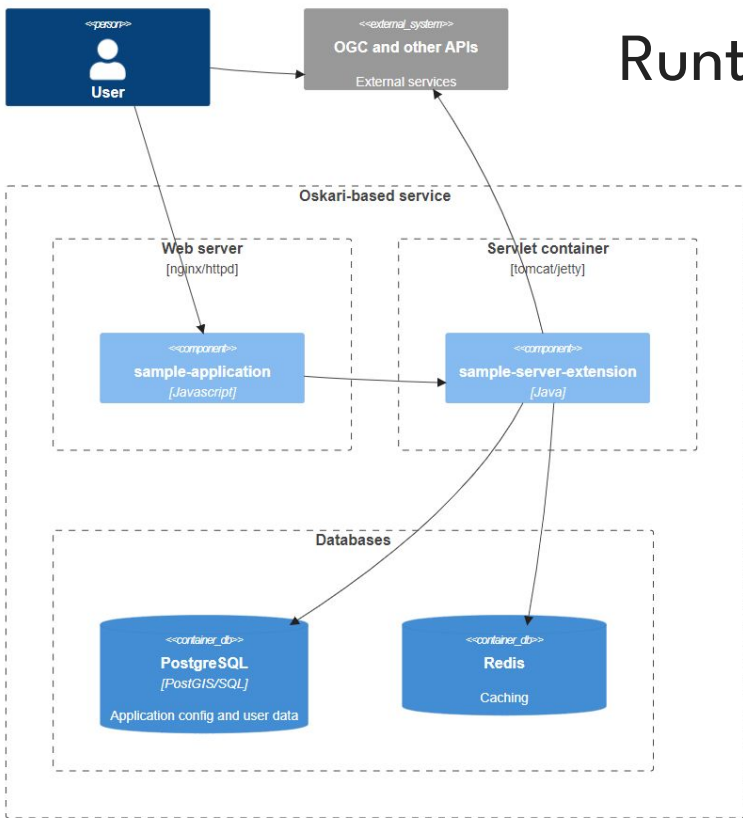 <<person>>
User
<<external_system>>
OGC and other APIs
External services
Runt
Oskari-based service
Web server
[nginx/httpd]
Servlet container
[tomcat/jetty]
<<component>>
sample-application
[Javascript]
<<component>>
sample-server-extension
[Java]
Databases
<<container_db>>
PostgreSQL
[PostGIS/SQL]
Application config and user data
<<container_db>>
Redis
Caching